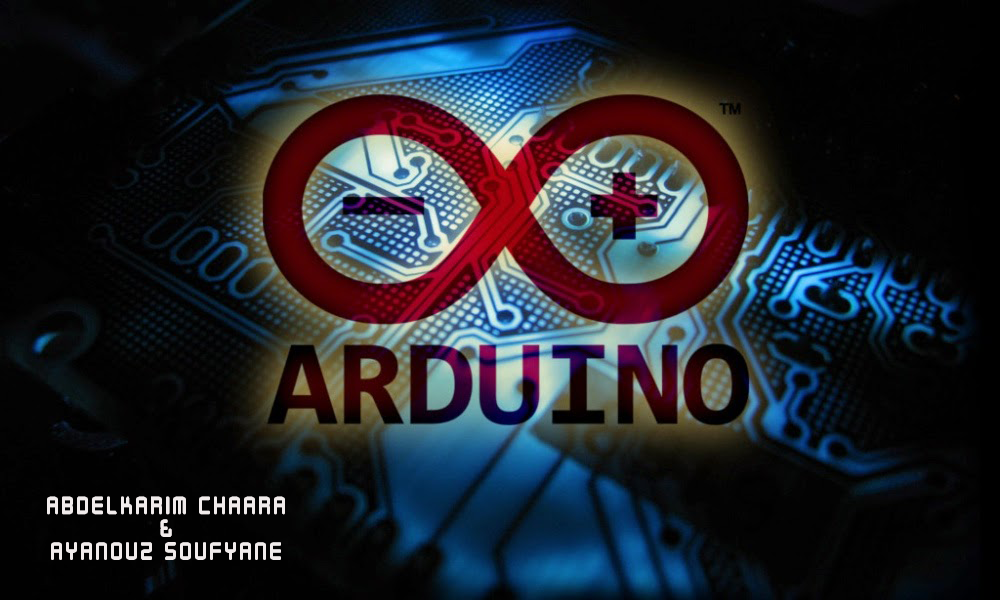 TM
ARDUINO
ABDELKARIM CHAARA
&
AYANOUZ SOUFYANE